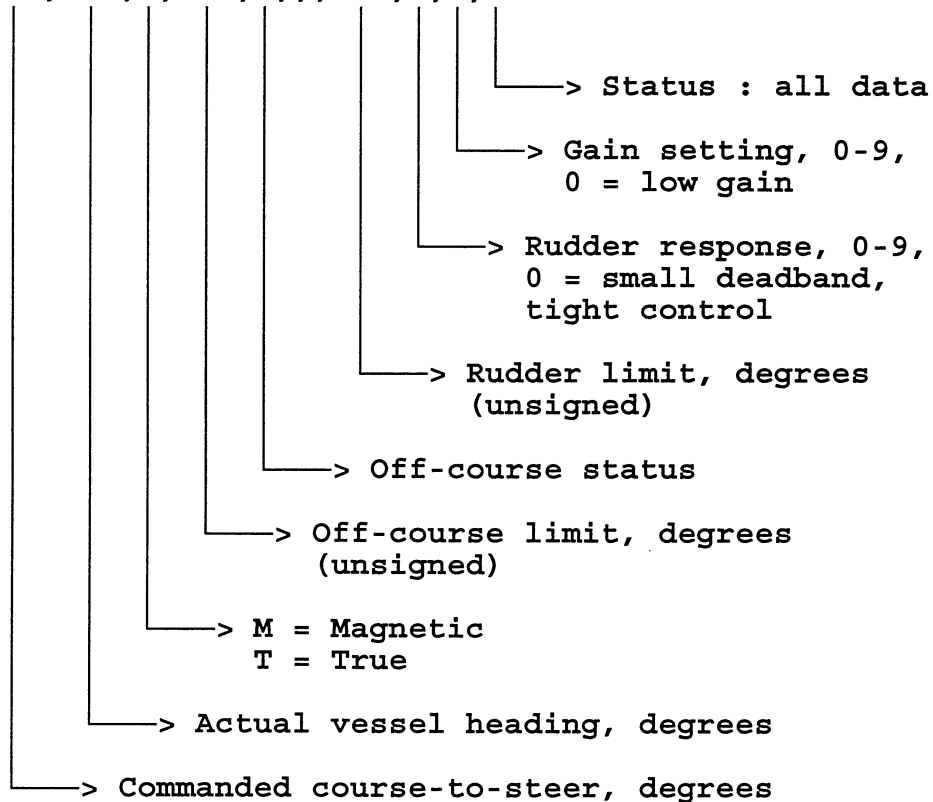 > Status : all data
> Gain setting, 0-9,
0 = low gain
> Rudder response, 0-9,
0 = small deadband,
tight control
> Rudder limit, degrees
(unsigned)
> Off-course status
> Off-course limit, degrees
(unsigned)
> M = Magnetic
T = True
> Actual vessel heading, degrees
> Commanded course-to-steer, degrees